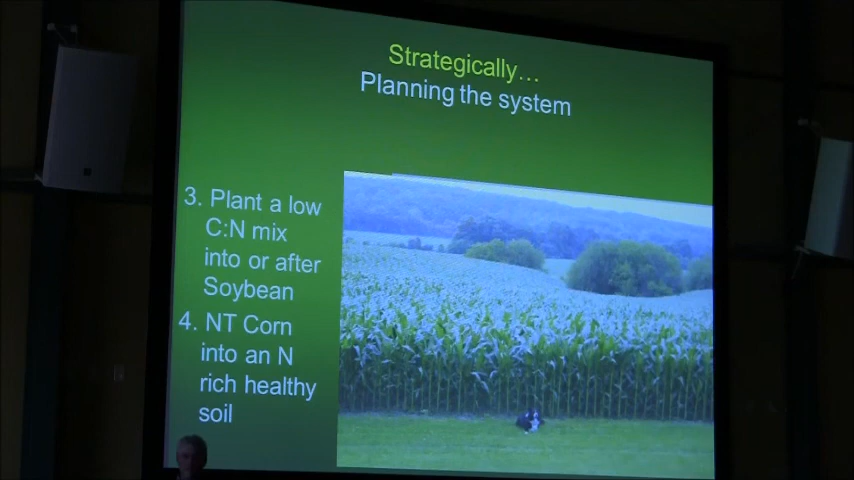 Strategically…
Planning the system
3. Plant a low
C:N mix
into or after
Soybean
4. NT Corn
into an N
rich healthy
soil